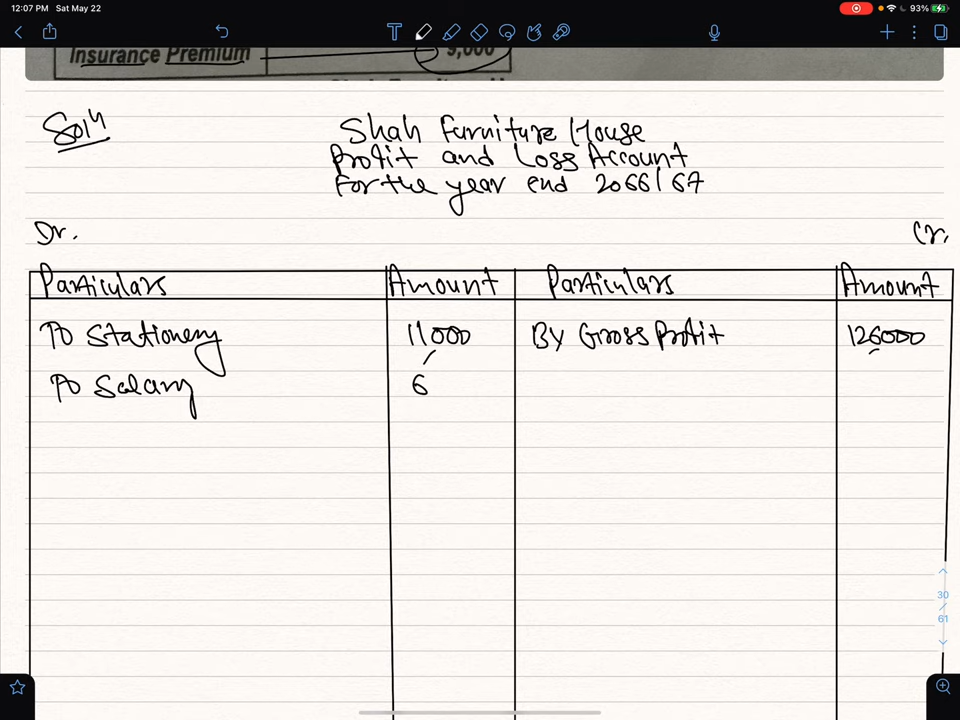 12:07 PM Sat May 22
93%
Insurance Premium 9,000
Soln
Shah Furniture House
Profit and Loss Account
For the year end 2066/67
Dr. Cr.
Particulars Amount Particulars Amount
To Stationery 11000 By Gross Profit 126000
To Salary 6
30
/
61